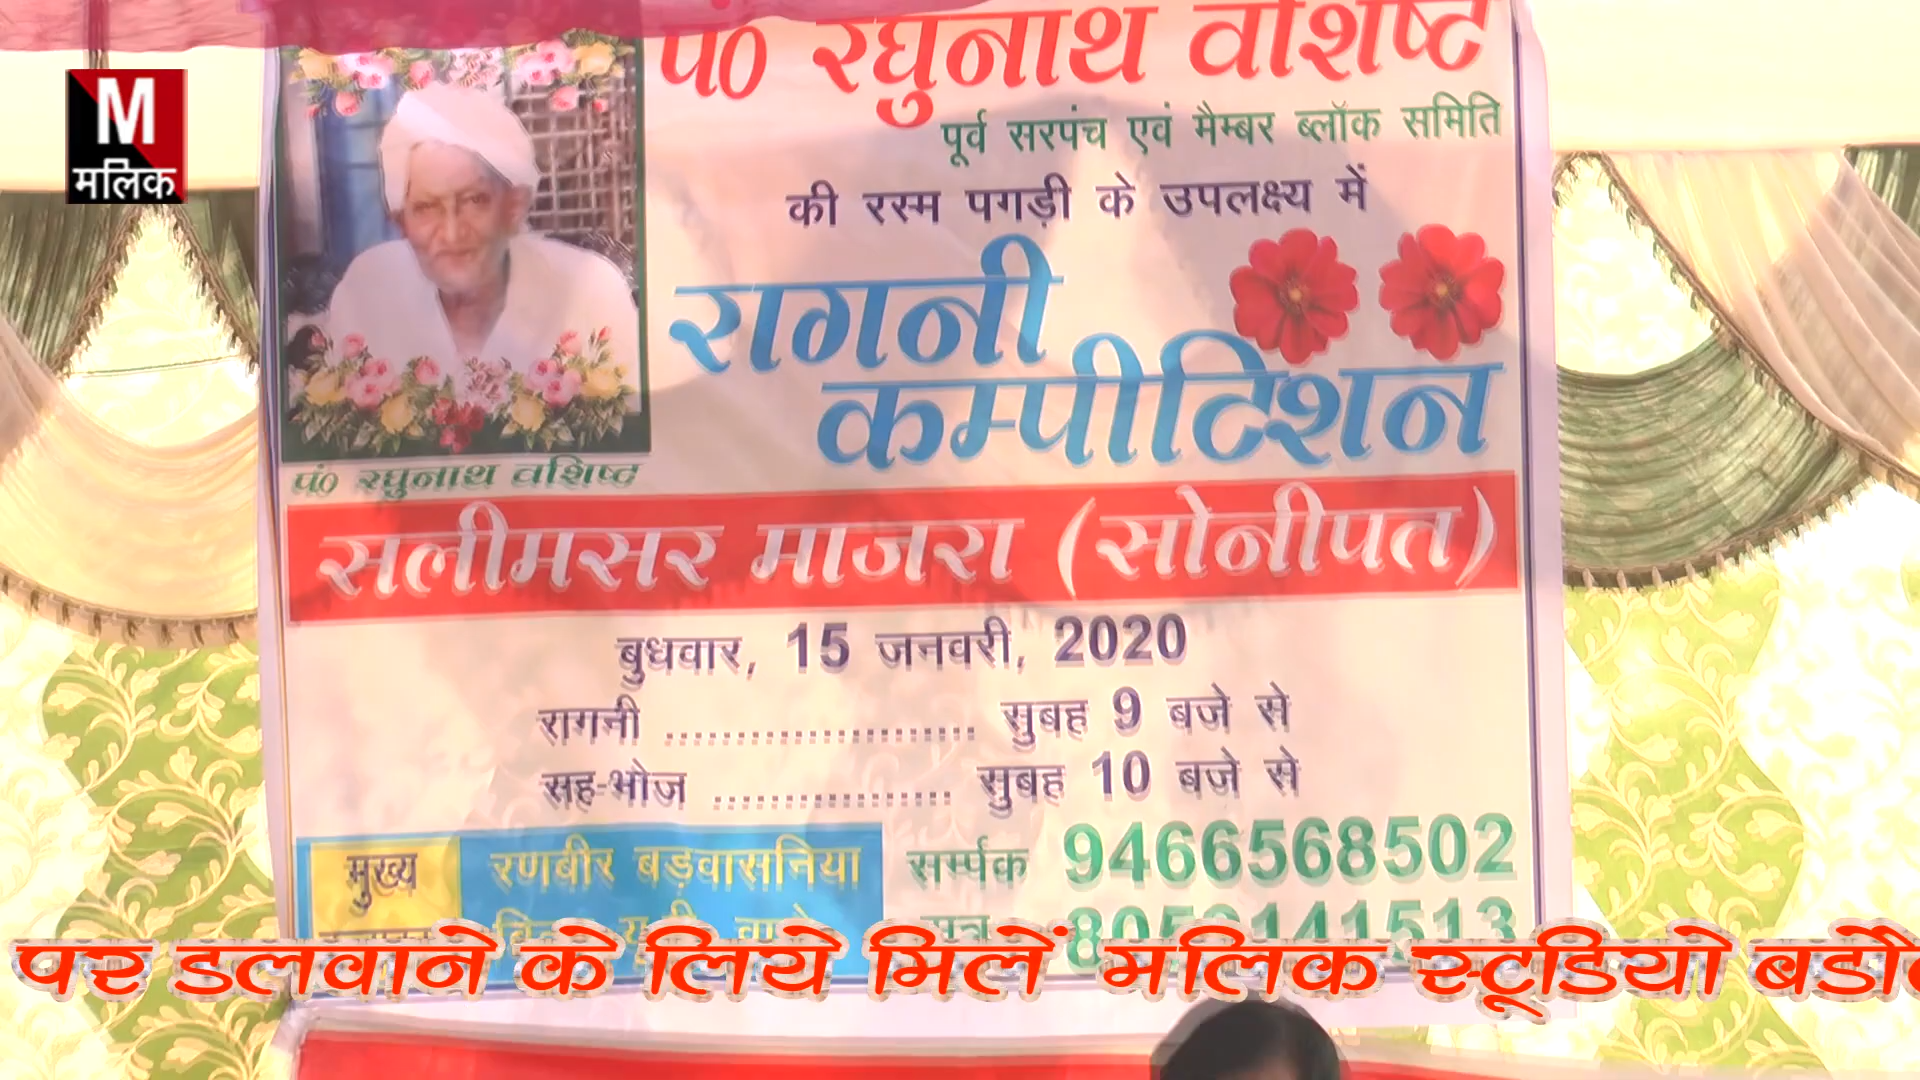 M
मलिक
पं0 रघुनाथ वशिष्ट
पूर्व सरपंच एवं मैम्बर ब्लॉक समिति
की रस्म पगड़ी के उपलक्ष्य में
रागनी
कम्पीटिशन
पं0 रघुनाथ वशिष्ट
सलीमसर माजरा (सोनीपत)
बुधवार, 15 जनवरी, 2020
रागनी ...................... सुबह 9 बजे से
सह-भोज ................. सुबह 10 बजे से
मुख्य
रणबीर बड़वासनिया
सर्म्पक 9466568502
सूत्र
पर डलवाने के लिये मिलें मलिक स्टूडियो